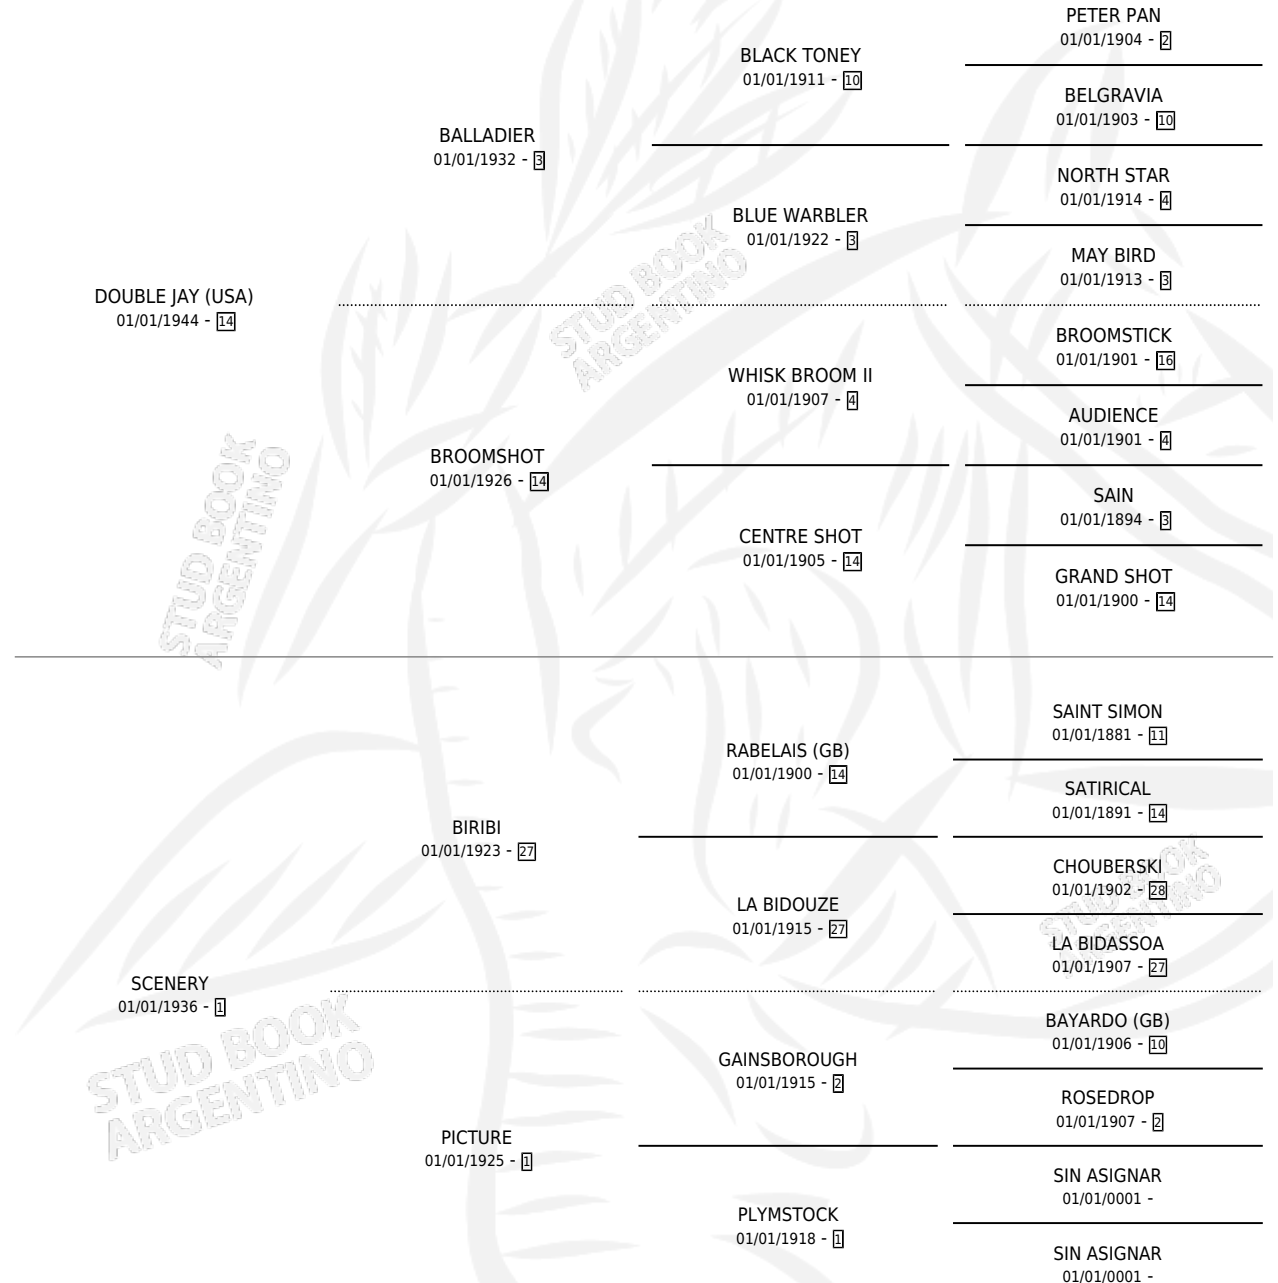 PETER PAN
01/01/1904 - 2
BLACK TONEY
01/01/1911 - 10
BELGRAVIA
01/01/1903 - 10
BALLADIER
01/01/1932 - 3
NORTH STAR
01/01/1914 - 4
BLUE WARBLER
01/01/1922 - 3
MAY BIRD
01/01/1913 - 3
DOUBLE JAY (USA)
01/01/1944 - 14
BROOMSTICK
01/01/1901 - 16
WHISK BROOM II
01/01/1907 - 4
AUDIENCE
01/01/1901 - 4
BROOMSHOT
01/01/1926 - 14
SAIN
01/01/1894 - 3
CENTRE SHOT
01/01/1905 - 14
GRAND SHOT
01/01/1900 - 14
SAINT SIMON
01/01/1881 - 11
RABELAIS (GB)
01/01/1900 - 14
SATIRICAL
01/01/1891 - 14
BIRIBI
01/01/1923 - 27
CHOUBERSKI
01/01/1902 - 28
LA BIDOUZE
01/01/1915 - 27
LA BIDASSOA
01/01/1907 - 27
SCENERY
01/01/1936 - 1
BAYARDO (GB)
01/01/1906 - 10
GAINSBOROUGH
01/01/1915 - 2
ROSEDROP
01/01/1907 - 2
PICTURE
01/01/1925 - 1
SIN ASIGNAR
01/01/0001 -
PLYMSTOCK
01/01/1918 - 1
SIN ASIGNAR
01/01/0001 -
STUD BOOK
ARGENTINO
STUD BOOK
ARGENTINO
STUD BOOK
ARGENTINO
STUD BOOK
ARGENTINO